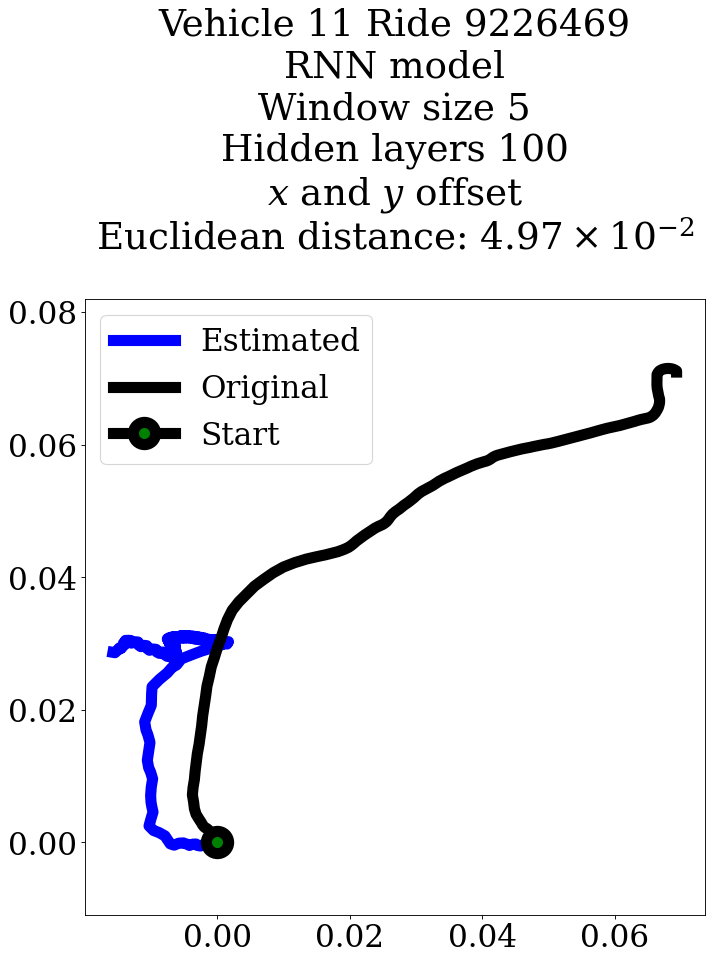 Vehicle 11 Ride 9226469
RNN model
Window size 5
Hidden layers 100
x and y offset
Euclidean distance: 4.97 × 10⁻²
0.08
0.06
0.04
0.02
0.00
Estimated
Original
Start
0.00 0.02 0.04 0.06